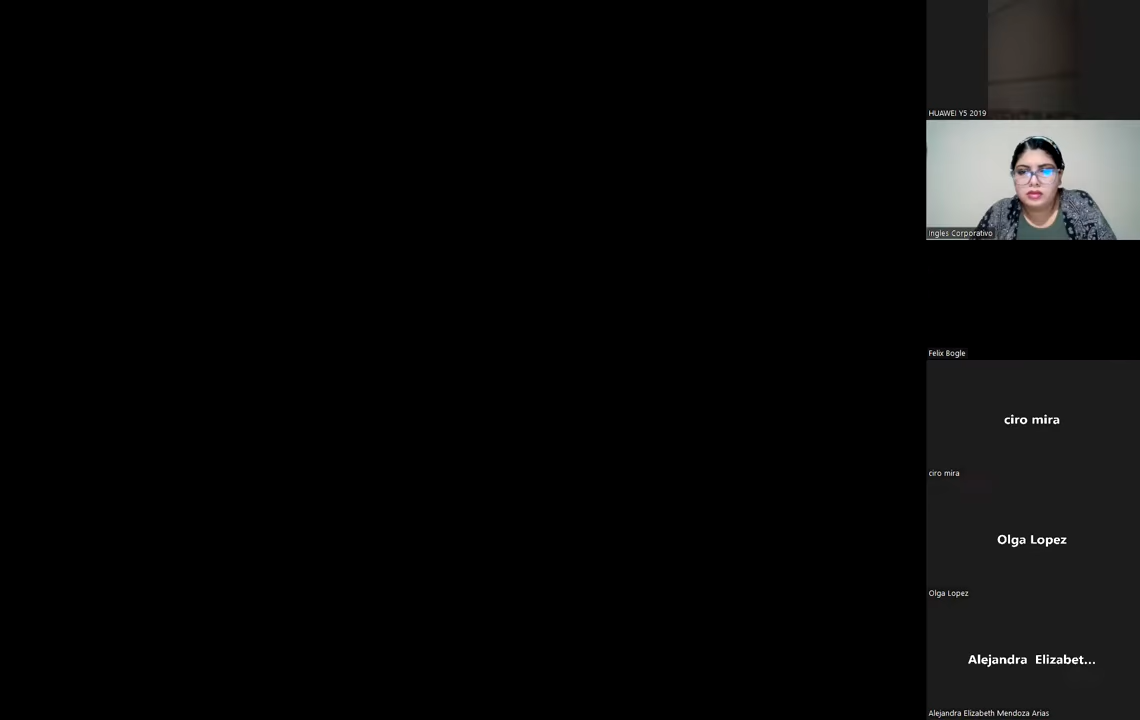 HUAWEI Y5 2019
Ingles Corporativo
Felix Bogle
ciro mira
ciro mira
Olga Lopez
Olga Lopez
Alejandra Elizabet...
Alejandra Elizabeth Mendoza Arias